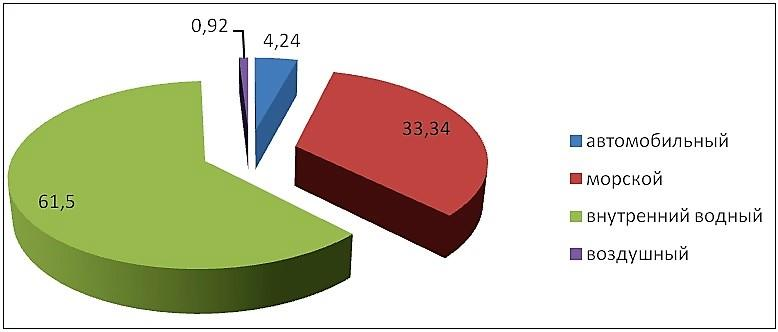 0,92
4,24
33,34
61,5
автомобильный
морской
внутренний водный
воздушный